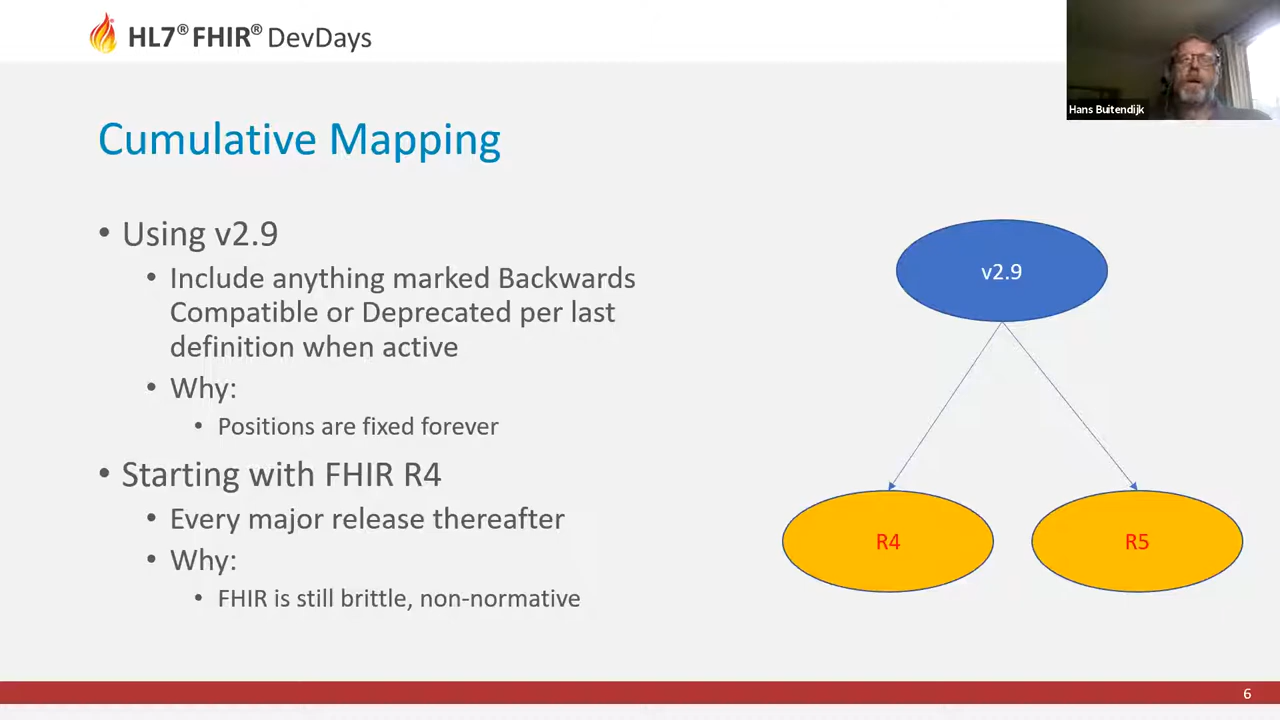 HL7® FHIR® DevDays
Hans Buitendijk
Cumulative Mapping
• Using v2.9
• Include anything marked Backwards
Compatible or Deprecated per last
definition when active
• Why:
• Positions are fixed forever
• Starting with FHIR R4
• Every major release thereafter
• Why:
• FHIR is still brittle, non-normative
v2.9
R4
R5
6